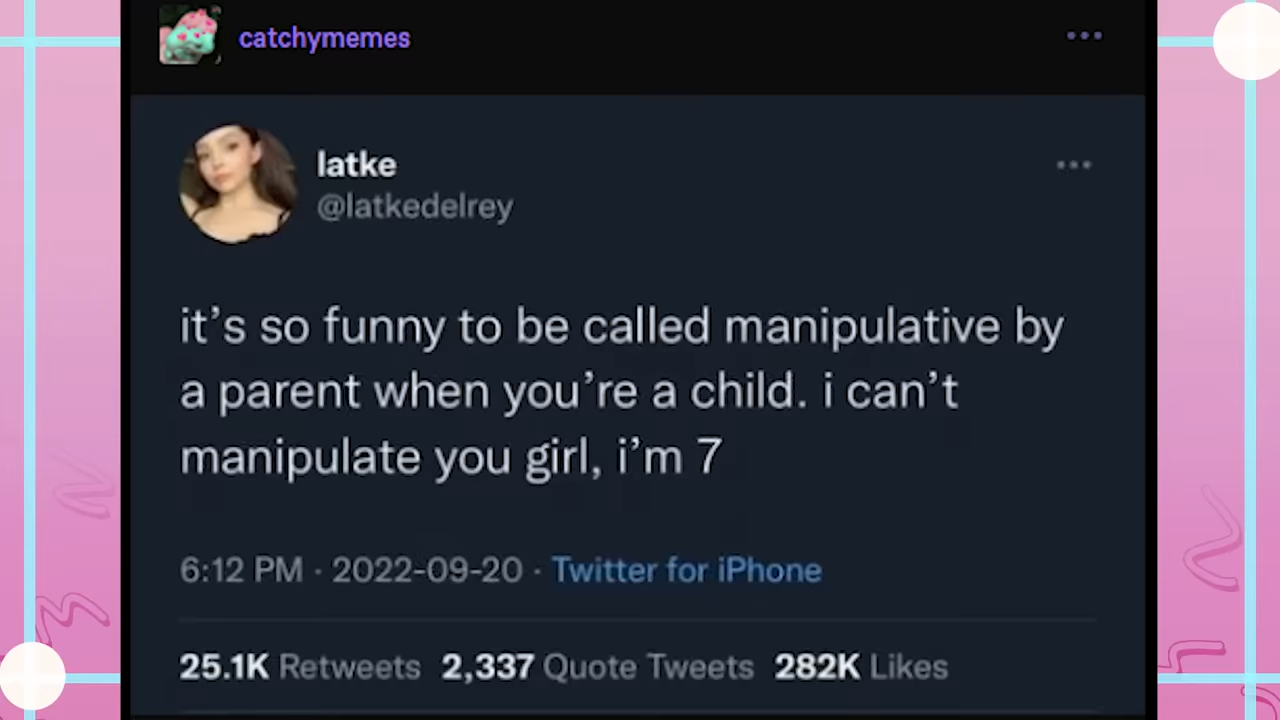 catchymemes
latke
@latkedelrey
it’s so funny to be called manipulative by
a parent when you’re a child. i can’t
manipulate you girl, i’m 7
6:12 PM · 2022-09-20 · Twitter for iPhone
25.1K Retweets 2,337 Quote Tweets 282K Likes